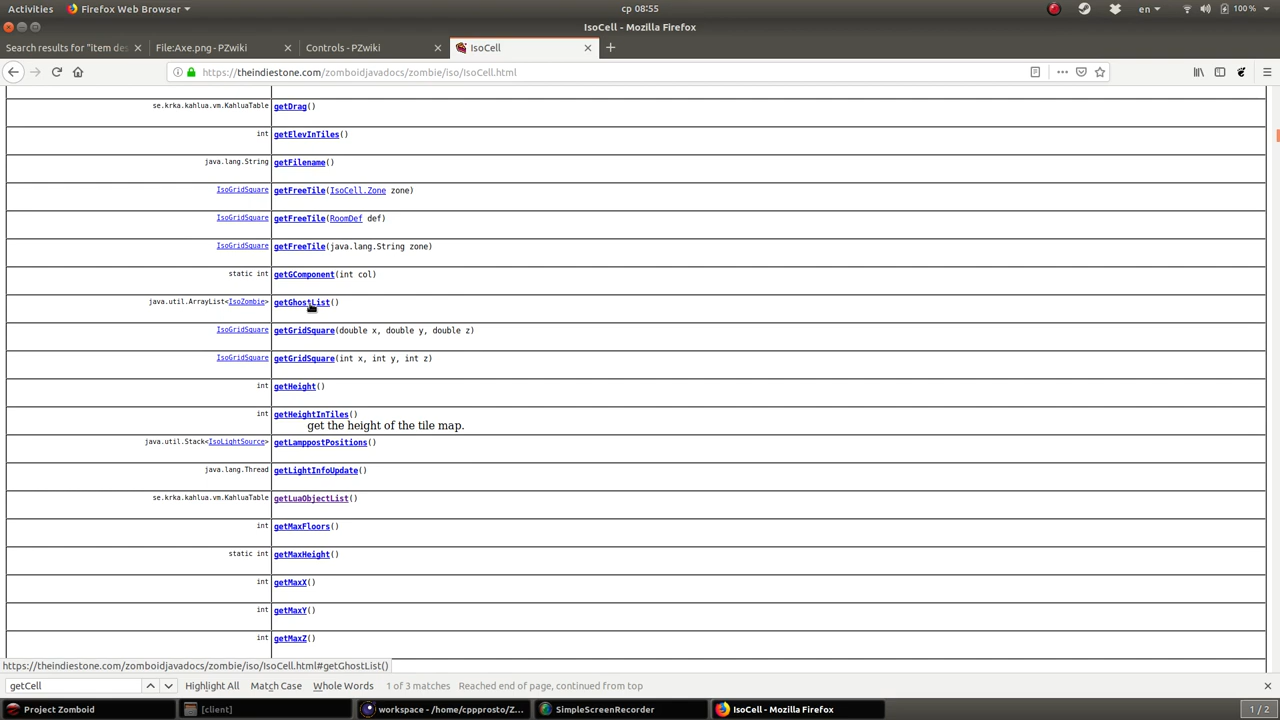 Activities Firefox Web Browser ср 08:55 en 100 %
IsoCell - Mozilla Firefox
Search results for "item des File:Axe.png - PZwiki Controls - PZwiki IsoCell
https://theindiestone.com/zomboidjavadocs/zombie/iso/IsoCell.html
se.krka.kahlua.vm.KahluaTable getDrag()
int getElevInTiles()
java.lang.String getFilename()
IsoGridSquare getFreeTile(IsoCell.Zone zone)
IsoGridSquare getFreeTile(RoomDef def)
IsoGridSquare getFreeTile(java.lang.String zone)
static int getGComponent(int col)
java.util.ArrayList<IsoZombie> getGhostList()
IsoGridSquare getGridSquare(double x, double y, double z)
IsoGridSquare getGridSquare(int x, int y, int z)
int getHeight()
int getHeightInTiles()
get the height of the tile map.
java.util.Stack<IsoLightSource> getLamppostPositions()
java.lang.Thread getLightInfoUpdate()
se.krka.kahlua.vm.KahluaTable getLuaObjectList()
int getMaxFloors()
static int getMaxHeight()
int getMaxX()
int getMaxY()
int getMaxZ()
https://theindiestone.com/zomboidjavadocs/zombie/iso/IsoCell.html#getGhostList()
getCell Highlight All Match Case Whole Words 1 of 3 matches Reached end of page, continued from top
Project Zomboid [client] workspace - /home/cppprosto/Z... SimpleScreenRecorder IsoCell - Mozilla Firefox 1 / 2